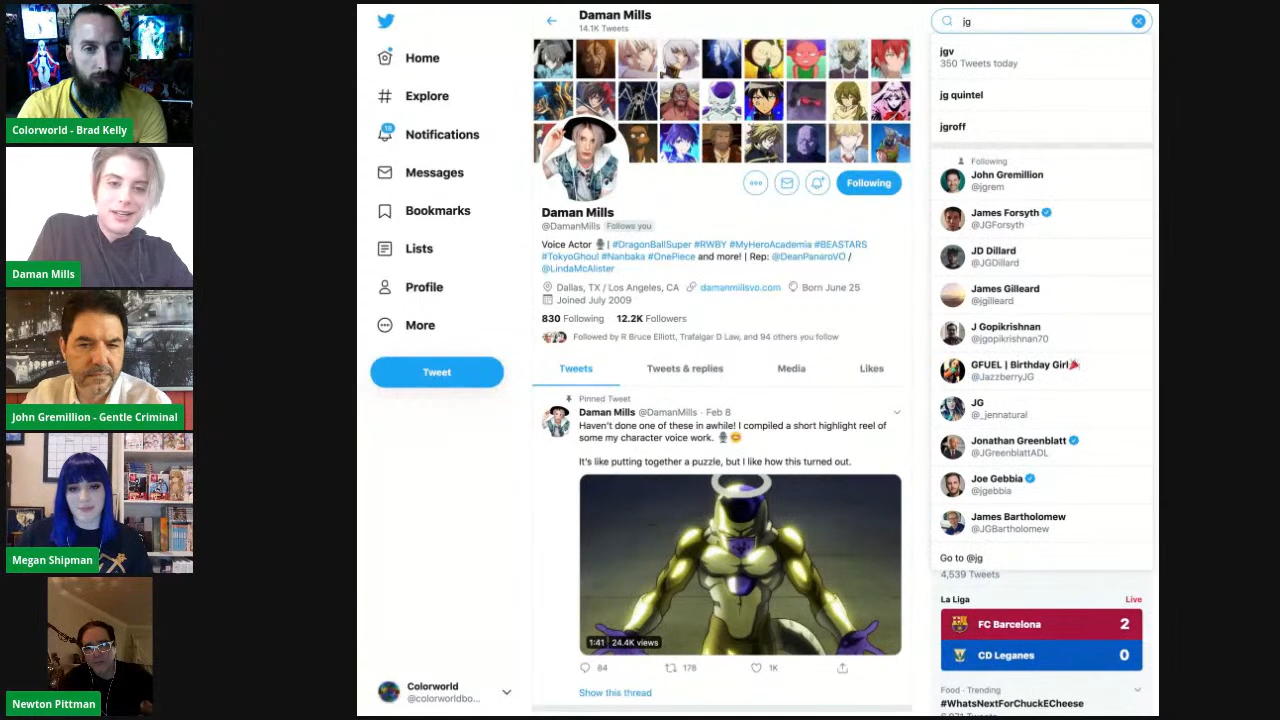 Colorworld - Brad Kelly
Daman Mills
John Gremillion - Gentle Criminal
Megan Shipman
Newton Pittman
Home
Explore
18
Notifications
Messages
Bookmarks
Lists
Profile
More
Tweet
Colorworld
@colorworldbo...
Daman Mills
14.1K Tweets
Following
Daman Mills
@DamanMills Follows you
Voice Actor | #DragonBallSuper #RWBY #MyHeroAcademia #BEASTARS
#TokyoGhoul #Nanbaka #OnePiece and more! | Rep: @DeanPanaroVO /
@LindaMcAlister
Dallas, TX / Los Angeles, CA damanmillsvo.com Born June 25
Joined July 2009
830 Following 12.2K Followers
Followed by R Bruce Elliott, Trafalgar D Law, and 94 others you follow
Tweets Tweets & replies Media Likes
Pinned Tweet
Daman Mills @DamanMills · Feb 8
Haven't done one of these in awhile! I compiled a short highlight reel of
some my character voice work.
It's like putting together a puzzle, but I like how this turned out.
1:41 24.4K views
84 178 1K
Show this thread
jg
jgv
350 Tweets today
jg quintel
jgroff
Following
John Gremillion
@jgrem
James Forsyth
@JGForsyth
JD Dillard
@JGDillard
James Gilleard
@jgilleard
J Gopikrishnan
@jgopikrishnan70
GFUEL | Birthday Girl
@JazzberryJG
JG
@_jennatural
Jonathan Greenblatt
@JGreenblattADL
Joe Gebbia
@jgebbia
James Bartholomew
@JGBartholomew
Go to @jg
4,539 Tweets
La Liga Live
FC Barcelona 2
CD Leganes 0
Food · Trending
#WhatsNextForChuckECheese